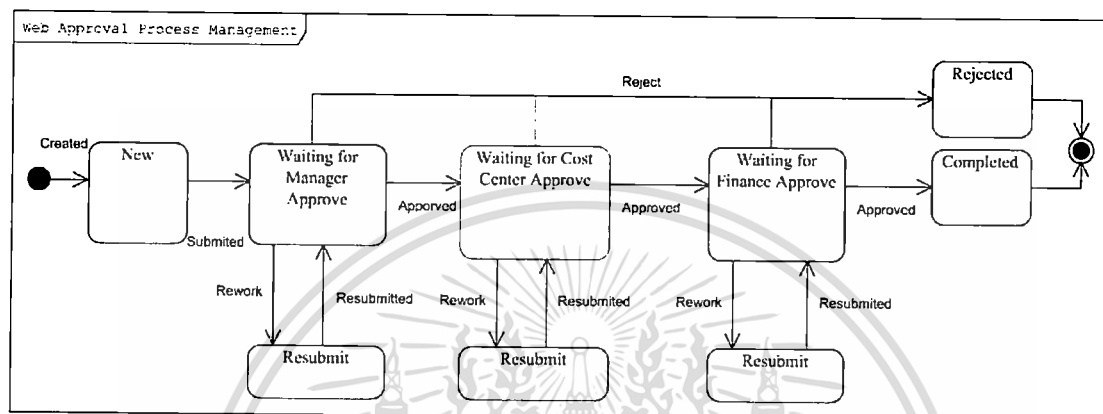 Web Approval Process Management
Reject
Rejected
Created
New
Waiting for
Manager
Approve
Waiting for Cost
Center Approve
Waiting for
Finance Approve
Completed
Submited
Apporved
Approved
Approved
Rework
Resubmitted
Rework
Resubmited
Rework
Resubmited
Resubmit
Resubmit
Resubmit